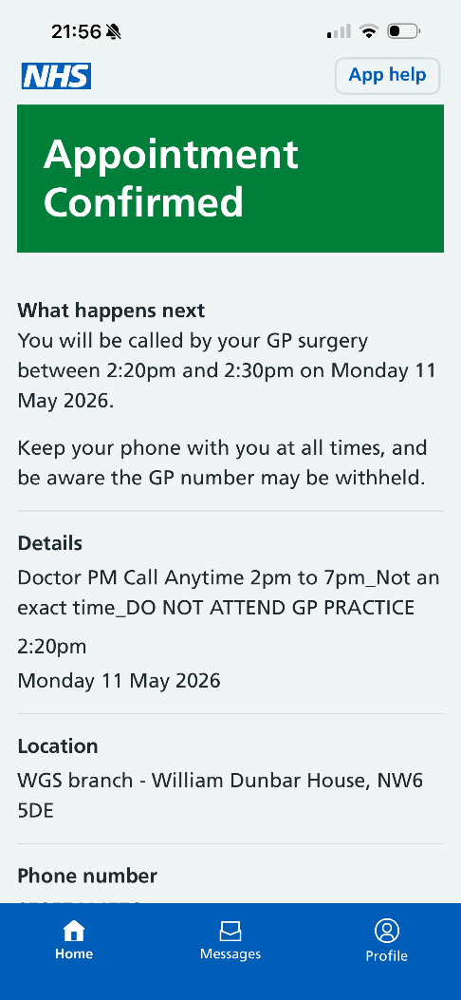 21:56
NHS
App help
Appointment
Confirmed
What happens next
You will be called by your GP surgery
between 2:20pm and 2:30pm on Monday 11
May 2026.
Keep your phone with you at all times, and
be aware the GP number may be withheld.
Details
Doctor PM Call Anytime 2pm to 7pm_Not an
exact time_DO NOT ATTEND GP PRACTICE
2:20pm
Monday 11 May 2026
Location
WGS branch - William Dunbar House, NW6
5DE
Phone number
Home
Messages
Profile